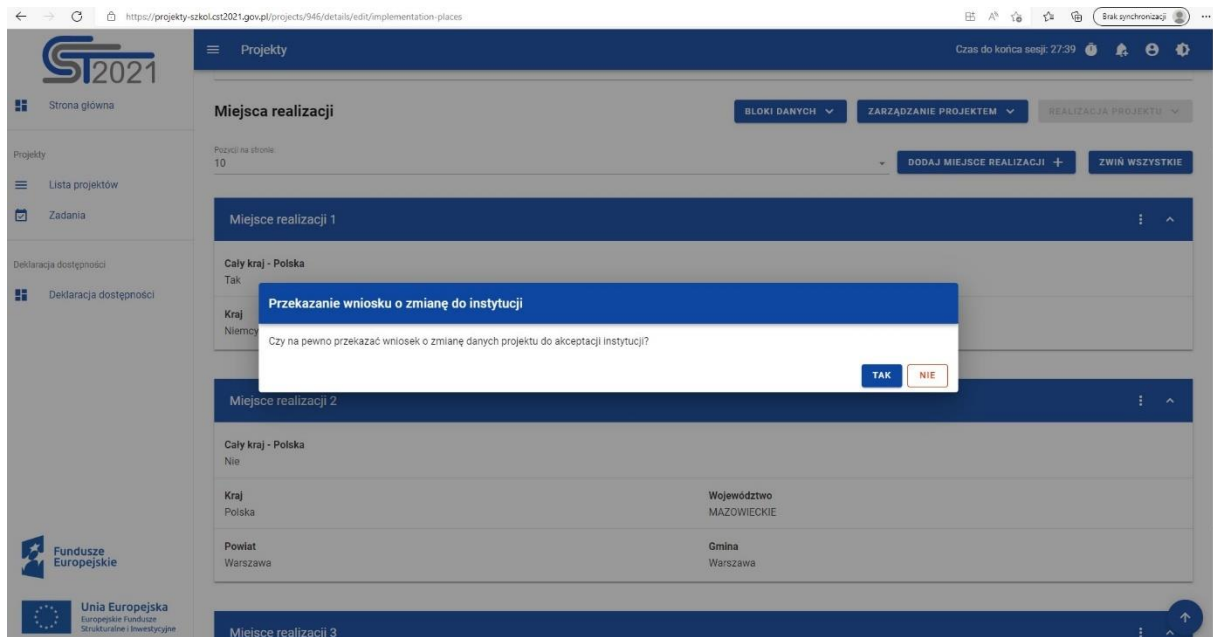 https://projekty-szkol.cst2021.gov.pl/projects/946/details/edit/implementation-places
Brak synchronizacji
ST2021
Projekty
Czas do końca sesji: 27:39
Strona główna
Projekty
Lista projektów
Zadania
Deklaracja dostępności
Deklaracja dostępności
Miejsca realizacji
BLOKI DANYCH
ZARZĄDZANIE PROJEKTEM
REALIZACJA PROJEKTU
Pozycji na stronie
10
DODAJ MIEJSCE REALIZACJI +
ZWIŃ WSZYSTKIE
Miejsce realizacji 1
Cały kraj - Polska
Tak
Kraj
Niemcy
Przekazanie wniosku o zmianę do instytucji
Czy na pewno przekazać wniosek o zmianę danych projektu do akceptacji instytucji?
TAK
NIE
Miejsce realizacji 2
Cały kraj - Polska
Nie
Kraj
Województwo
Polska
MAZOWIECKIE
Powiat
Gmina
Warszawa
Warszawa
Miejsce realizacji 3
Fundusze
Europejskie
Unia Europejska
Europejskie Fundusze
Strukturalne i Inwestycyjne